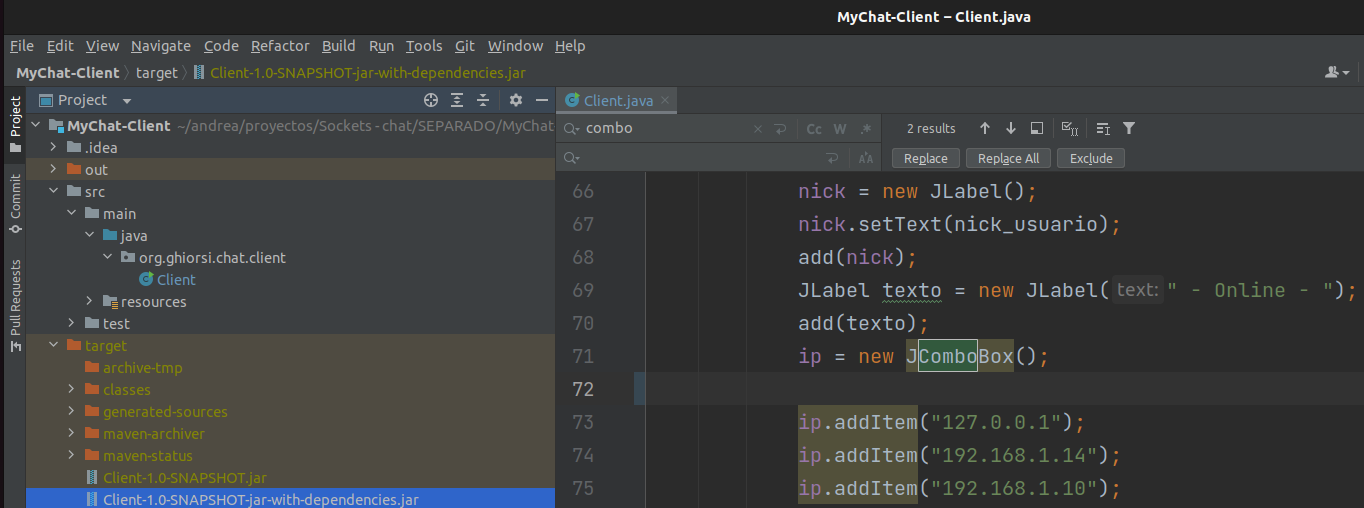 MyChat-Client – Client.java
File Edit View Navigate Code Refactor Build Run Tools Git Window Help
MyChat-Client target Client-1.0-SNAPSHOT-jar-with-dependencies.jar
Project
Commit
Pull Requests
Project
MyChat-Client ~/andrea/proyectos/Sockets-chat/SEPARADO/MyChat
.idea
out
src
main
java
org.ghiorsi.chat.client
Client
resources
test
target
archive-tmp
classes
generated-sources
maven-archiver
maven-status
Client-1.0-SNAPSHOT.jar
Client-1.0-SNAPSHOT-jar-with-dependencies.jar
Client.java
combo Cc W .* 2 results
Replace Replace All Exclude
66 nick = new JLabel();
67 nick.setText(nick_usuario);
68 add(nick);
69 JLabel texto = new JLabel( text: " - Online - ");
70 add(texto);
71 ip = new JComboBox();
72
73 ip.addItem("127.0.0.1");
74 ip.addItem("192.168.1.14");
75 ip.addItem("192.168.1.10");